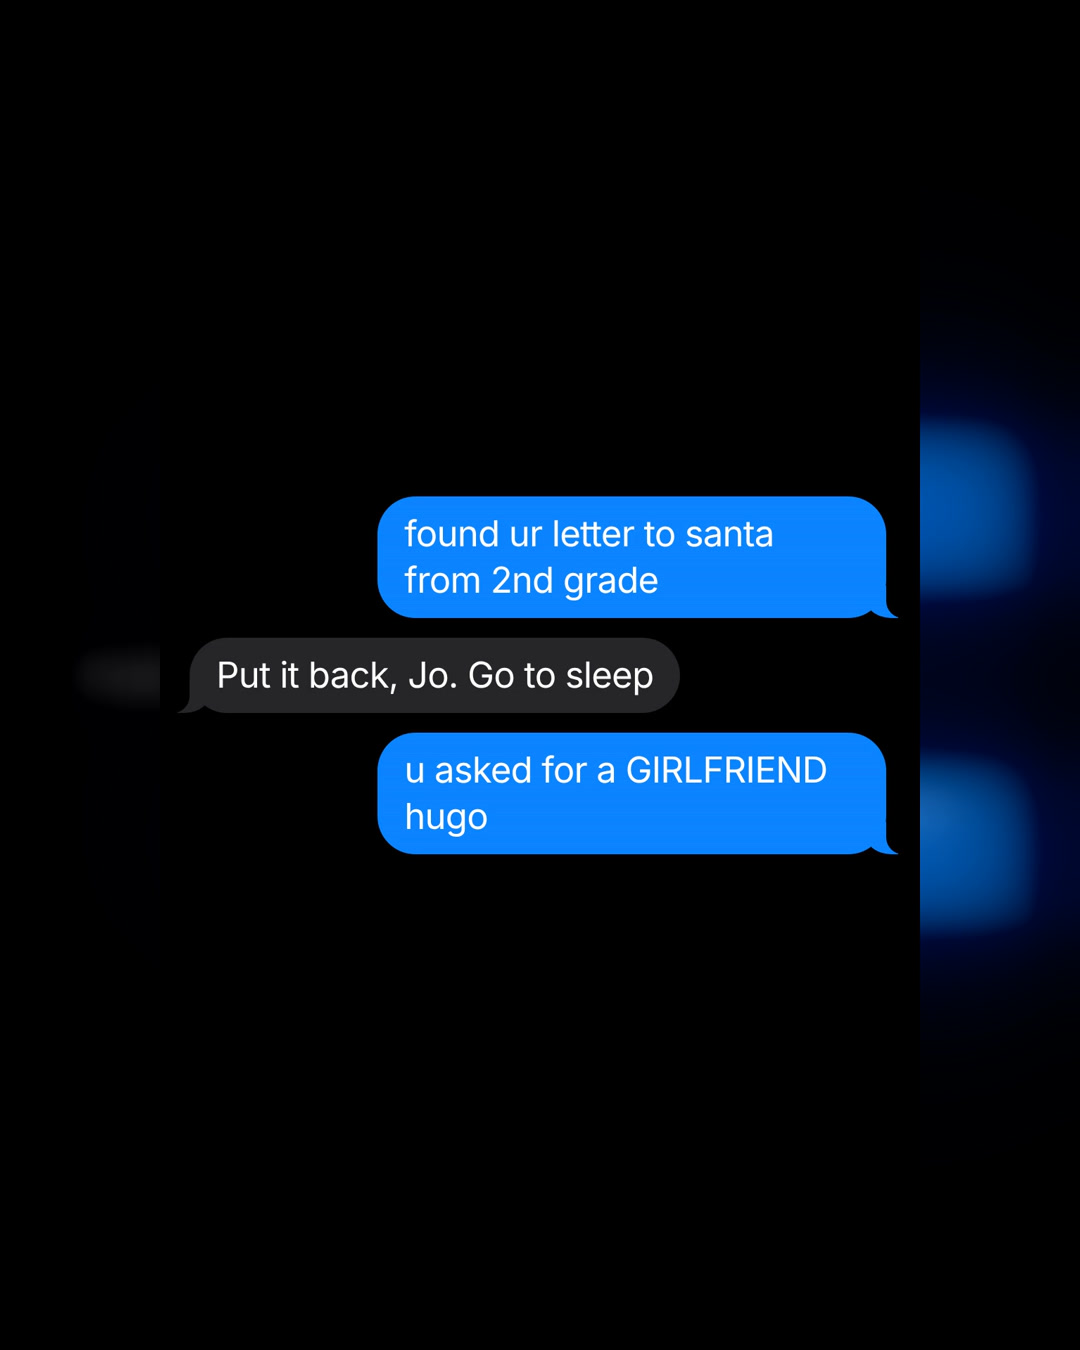 found ur letter to santa
from 2nd grade
Put it back, Jo. Go to sleep
u asked for a GIRLFRIEND
hugo